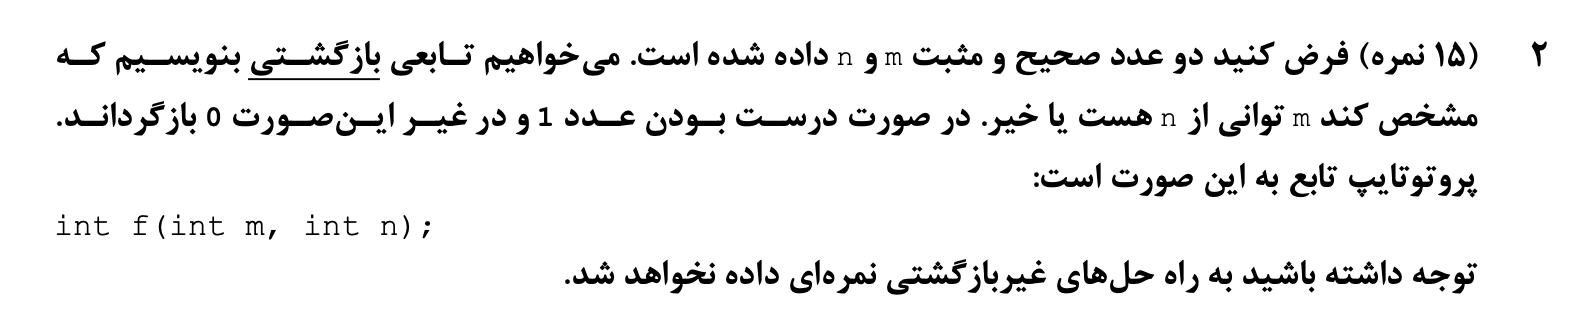 ۲ (۱۵ نمره) فرض کنید دو عدد صحیح و مثبت m و n داده شده است. می‌خواهیم تابعی بازگشتی بنویسیم که
مشخص کند m توانی از n هست یا خیر. در صورت درست بودن عدد 1 و در غیر این‌صورت 0 بازگرداند.
پروتوتایپ تابع به این صورت است:
int f(int m, int n);
توجه داشته باشید به راه حل‌های غیربازگشتی نمره‌ای داده نخواهد شد.